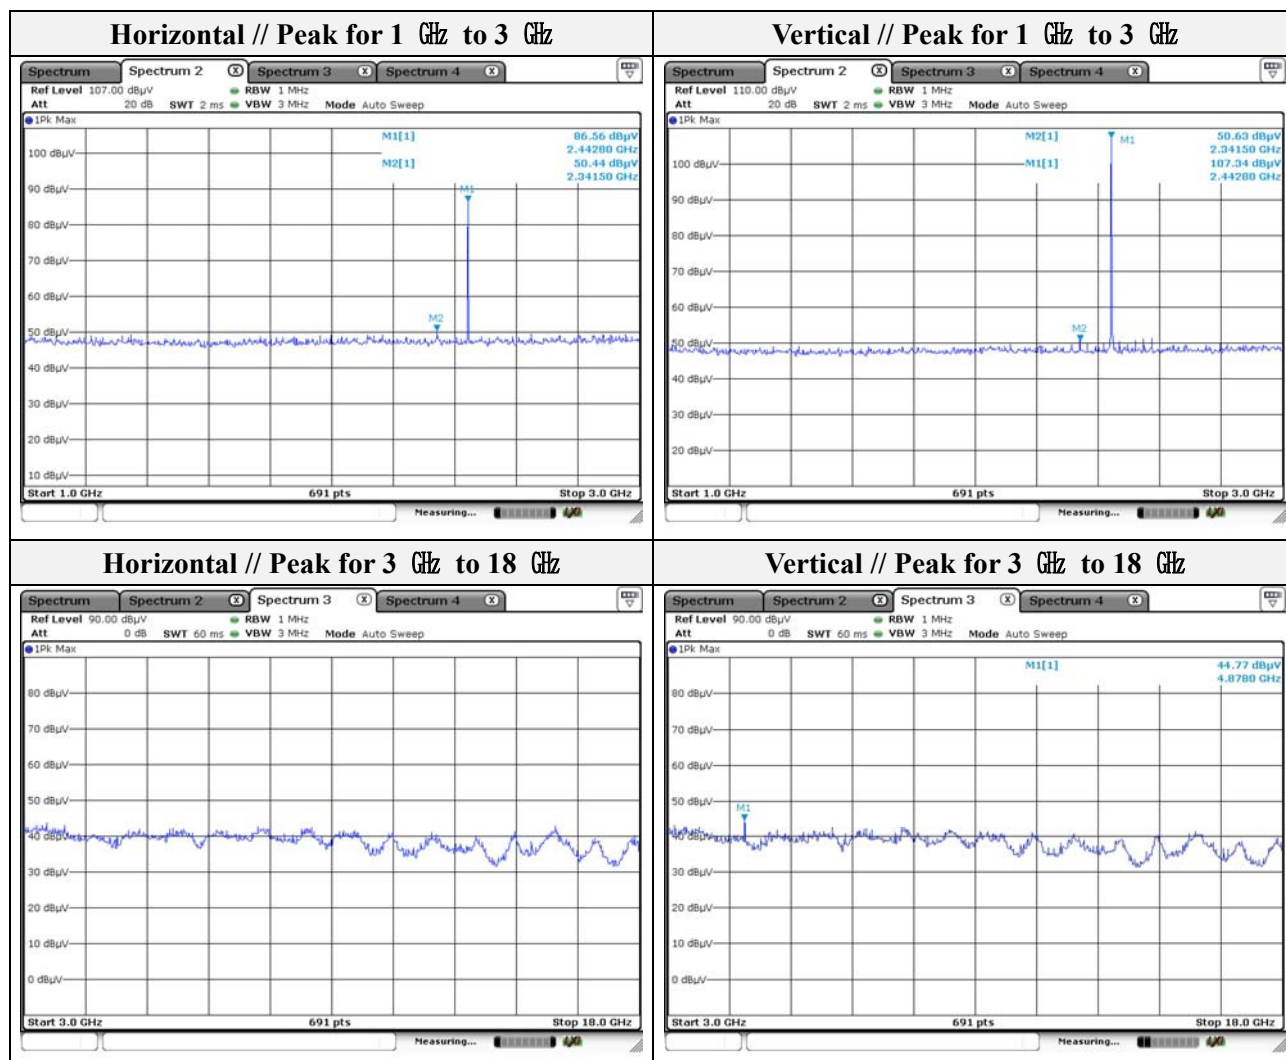 Horizontal // Peak for 1 ㎓ to 3 ㎓
Spectrum Spectrum 2 Spectrum 3 Spectrum 4
Ref Level 107.00 dBµV RBW 1 MHz
Att 20 dB SWT 2 ms VBW 3 MHz Mode Auto Sweep
1Pk Max
M1[1] 86.56 dBµV
2.44280 GHz
M2[1] 50.44 dBµV
2.34150 GHz
100 dBµV
90 dBµV
M1
80 dBµV
70 dBµV
60 dBµV
M2
50 dBµV
40 dBµV
30 dBµV
20 dBµV
10 dBµV
Start 1.0 GHz 691 pts Stop 3.0 GHz
Measuring...
Vertical // Peak for 1 ㎓ to 3 ㎓
Spectrum Spectrum 2 Spectrum 3 Spectrum 4
Ref Level 110.00 dBµV RBW 1 MHz
Att 20 dB SWT 2 ms VBW 3 MHz Mode Auto Sweep
1Pk Max
M2[1] 50.63 dBµV
2.34150 GHz
M1
M1[1] 107.34 dBµV
2.44280 GHz
100 dBµV
90 dBµV
80 dBµV
70 dBµV
60 dBµV
M2
50 dBµV
40 dBµV
30 dBµV
20 dBµV
Start 1.0 GHz 691 pts Stop 3.0 GHz
Measuring...
Horizontal // Peak for 3 ㎓ to 18 ㎓
Spectrum Spectrum 2 Spectrum 3 Spectrum 4
Ref Level 90.00 dBµV RBW 1 MHz
Att 0 dB SWT 60 ms VBW 3 MHz Mode Auto Sweep
1Pk Max
80 dBµV
70 dBµV
60 dBµV
50 dBµV
40 dBµV
30 dBµV
20 dBµV
10 dBµV
0 dBµV
Start 3.0 GHz 691 pts Stop 18.0 GHz
Measuring...
Vertical // Peak for 3 ㎓ to 18 ㎓
Spectrum Spectrum 2 Spectrum 3 Spectrum 4
Ref Level 90.00 dBµV RBW 1 MHz
Att 0 dB SWT 60 ms VBW 3 MHz Mode Auto Sweep
1Pk Max
M1[1] 44.77 dBµV
4.8780 GHz
80 dBµV
70 dBµV
60 dBµV
50 dBµV
M1
40 dBµV
30 dBµV
20 dBµV
10 dBµV
0 dBµV
Start 3.0 GHz 691 pts Stop 18.0 GHz
Measuring...